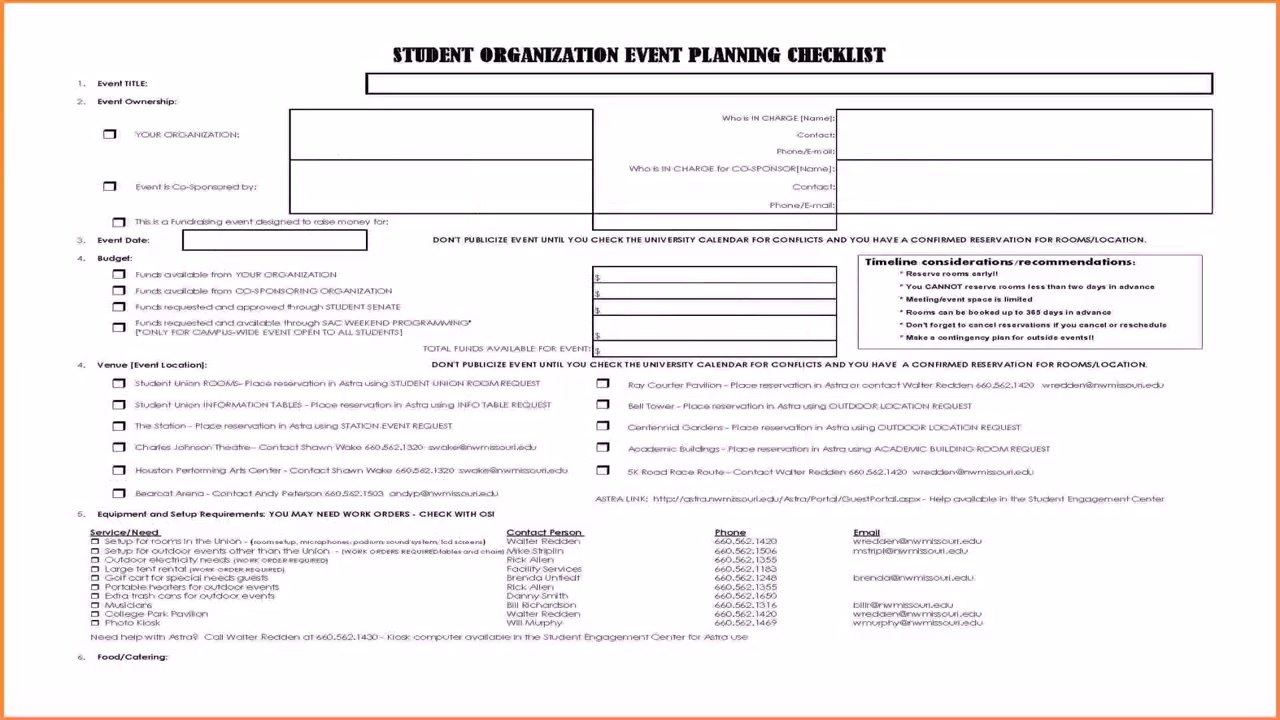 STUDENT ORGANIZATION EVENT PLANNING CHECKLIST
1. Event TITLE:
2. Event Ownership:
YOUR ORGANIZATION:
Who is IN CHARGE [Name]:
Contact:
Phone/E-mail:
Event is Co-Sponsored by:
Who is IN CHARGE for CO-SPONSOR[Name]:
Contact:
Phone/E-mail:
This is a Fundraising event designed to raise money for:
3. Event Date:
DON'T PUBLICIZE EVENT UNTIL YOU CHECK THE UNIVERSITY CALENDAR FOR CONFLICTS AND YOU HAVE A CONFIRMED RESERVATION FOR ROOMS/LOCATION.
4. Budget:
Funds available from YOUR ORGANIZATION $
Funds available from CO-SPONSORING ORGANIZATION $
Funds requested and approved through STUDENT SENATE $
Funds requested and available through SAC WEEKEND PROGRAMMING*
[*ONLY FOR CAMPUS-WIDE EVENT OPEN TO ALL STUDENTS] $
TOTAL FUNDS AVAILABLE FOR EVENT: $
Timeline considerations/recommendations:
* Reserve rooms early!!
* You CANNOT reserve rooms less than two days in advance
* Meeting/event space is limited
* Rooms can be booked up to 365 days in advance
* Don't forget to cancel reservations if you cancel or reschedule
* Make a contingency plan for outside events!!
4. Venue [Event Location]:
DON'T PUBLICIZE EVENT UNTIL YOU CHECK THE UNIVERSITY CALENDAR FOR CONFLICTS AND YOU HAVE A CONFIRMED RESERVATION FOR ROOMS/LOCATION.
Student Union ROOMS- Place reservation in Astra using STUDENT UNION ROOM REQUEST
Student Union INFORMATION TABLES - Place reservation in Astra using INFO TABLE REQUEST
The Station - Place reservation in Astra using STATION EVENT REQUEST
Charles Johnson Theatre- Contact Shawn Wake 660.562.1320 swake@nwmissouri.edu
Houston Performing Arts Center - Contact Shawn Wake 660.562.1320 swake@nwmissouri.edu
Bearcat Arena - Contact Andy Peterson 660.562.1503 andyp@nwmissouri.edu
Ray Courter Pavilion - Place reservation in Astra or contact Walter Redden 660.562.1420 wredden@nwmissouri.edu
Bell Tower - Place reservation in Astra using OUTDOOR LOCATION REQUEST
Centennial Gardens - Place reservation in Astra using OUTDOOR LOCATION REQUEST
Academic Buildings - Place reservation in Astra using ACADEMIC BUILDING ROOM REQUEST
5K Road Race Route - Contact Walter Redden 660.562.1420 wredden@nwmissouri.edu
ASTRA LINK: http://astra.nwmissouri.edu/Astra/Portal/GuestPortal.aspx - Help available in the Student Engagement Center
5. Equipment and Setup Requirements: YOU MAY NEED WORK ORDERS - CHECK WITH OSI
Service/Need Contact Person Phone Email
Setup for rooms in the Union - (room setup, microphones, podium, sound system/lcd screens) Walter Redden 660.562.1420 wredden@nwmissouri.edu
Setup for outdoor events other than the Union - (WORK ORDERS REQUIRED/tables and chairs) Mike Striplin 660.562.1506 mstripl@nwmissouri.edu
Outdoor electricity needs (WORK ORDER REQUIRED) Rick Allen 660.562.1355
Large tent rental (WORK ORDER REQUIRED) Facility Services 660.562.1183
Golf cart for special needs guests Brenda Untiedt 660.562.1248 brenda@nwmissouri.edu
Portable heaters for outdoor events Rick Allen 660.562.1355
Extra trash cans for outdoor events Danny Smith 660.562.1650
Musicians Bill Richardson 660.562.1316 billr@nwmissouri.edu
College Park Pavilion Walter Redden 660.562.1420 wredden@nwmissouri.edu
Photo Kiosk Will Murphy 660.562.1469 wmurphy@nwmissouri.edu
Need help with Astra? Call Walter Redden at 660.562.1430 - Kiosk computer available in the Student Engagement Center for Astra use
6. Food/Catering: